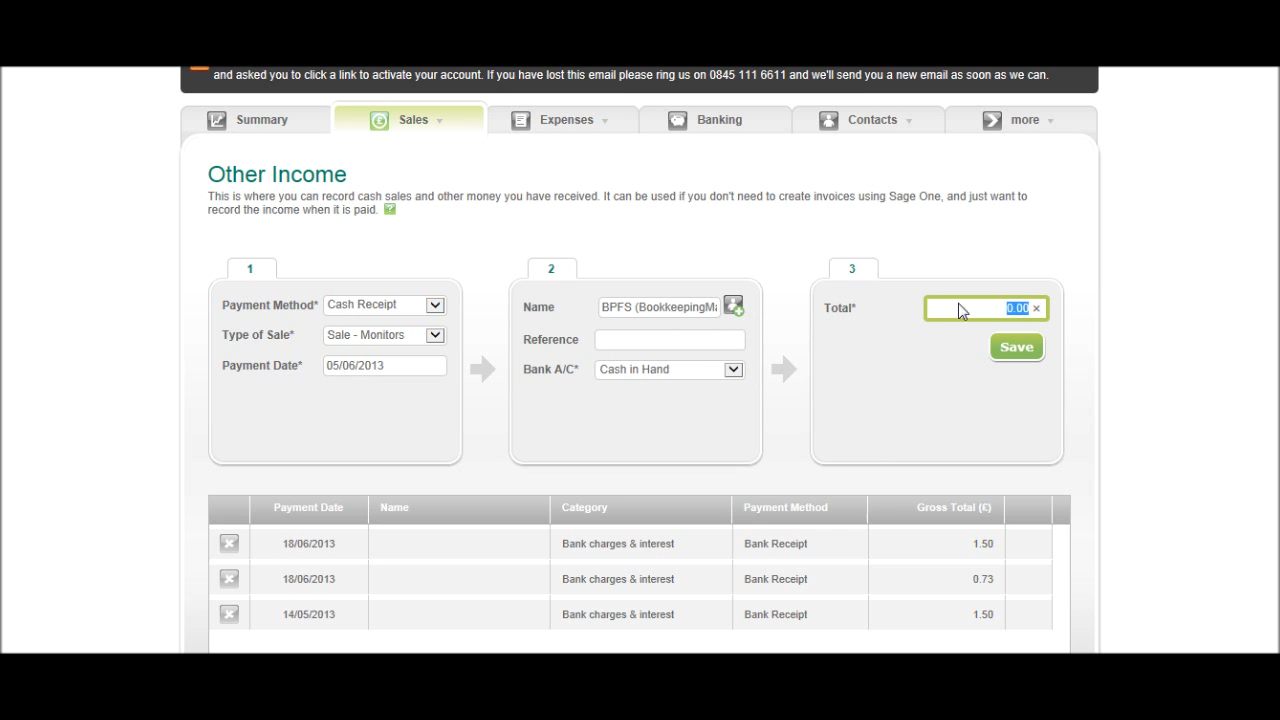 and asked you to click a link to activate your account. If you have lost this email please ring us on 0845 111 6611 and we'll send you a new email as soon as we can.
Summary Sales Expenses Banking Contacts more
Other Income
This is where you can record cash sales and other money you have received. It can be used if you don't need to create invoices using Sage One, and just want to
record the income when it is paid. ?
1 2 3
Payment Method* Cash Receipt
Type of Sale* Sale - Monitors
Payment Date* 05/06/2013
Name BPFS (BookkeepingMa
Reference
Bank A/C* Cash in Hand
Total* 0.00 ×
Save
Payment Date Name Category Payment Method Gross Total (£)
18/06/2013 Bank charges & interest Bank Receipt 1.50
18/06/2013 Bank charges & interest Bank Receipt 0.73
14/05/2013 Bank charges & interest Bank Receipt 1.50